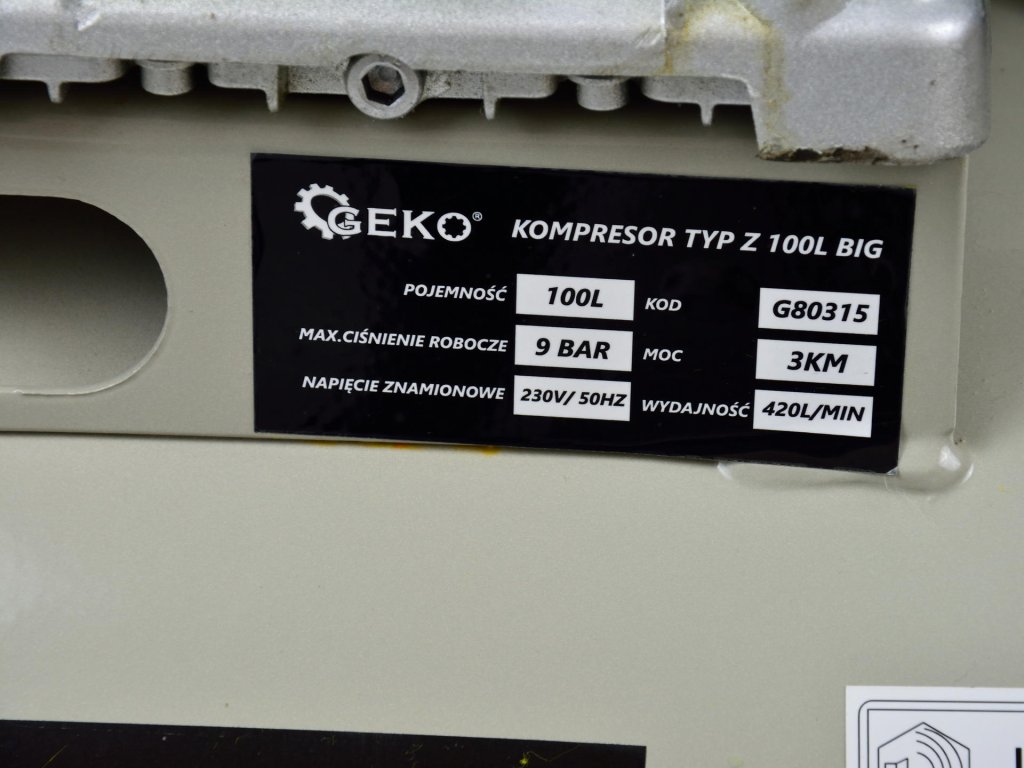 GEKO® KOMPRESOR TYP Z 100L BIG
POJEMNOŚĆ 100L KOD G80315
MAX.CIŚNIENIE ROBOCZE 9 BAR MOC 3KM
NAPIĘCIE ZNAMIONOWE 230V/ 50HZ WYDAJNOŚĆ 420L/MIN